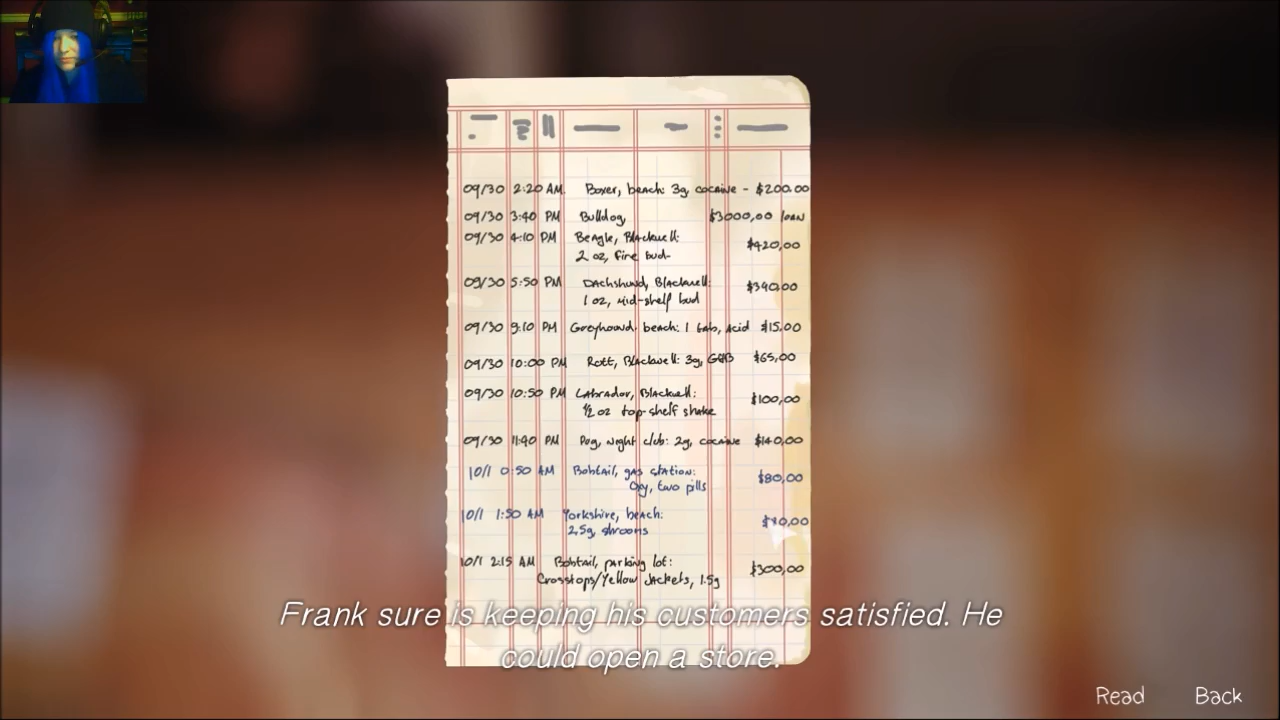 09/30 2:20 AM. Boxer, beach: 3g, cocaine - $200.00
09/30 3:40 PM Bulldog, $3000,00 loan
09/30 4:10 PM Beagle, Blackwell:
2 oz, fire bud- $420,00
09/30 5:50 PM Dachshund, Blackwell: $340,00
1 oz, mid-shelf bud
09/30 9:10 PM Greyhound, beach: 1 tab, acid $15.00
09/30 10:00 PM Rott, Blackwell: 3g, GHB $65,00
09/30 10:50 PM Labrador, Blackwell: $100,00
1/2 oz top-shelf shake
09/30 11:40 PM Pug, night club: 2g, cocaine $140,00
10/1 0:50 AM Bobtail, gas station: $80,00
Oxy, two pills
10/1 1:50 AM Yorkshire, beach:
2,5g, shrooms
10/1 2:15 AM Bobtail, parking lot: $300,00
Crosstops/Yellow Jackets, 1.5g
Frank sure is keeping his customers satisfied. He
could open a store.
Read Back